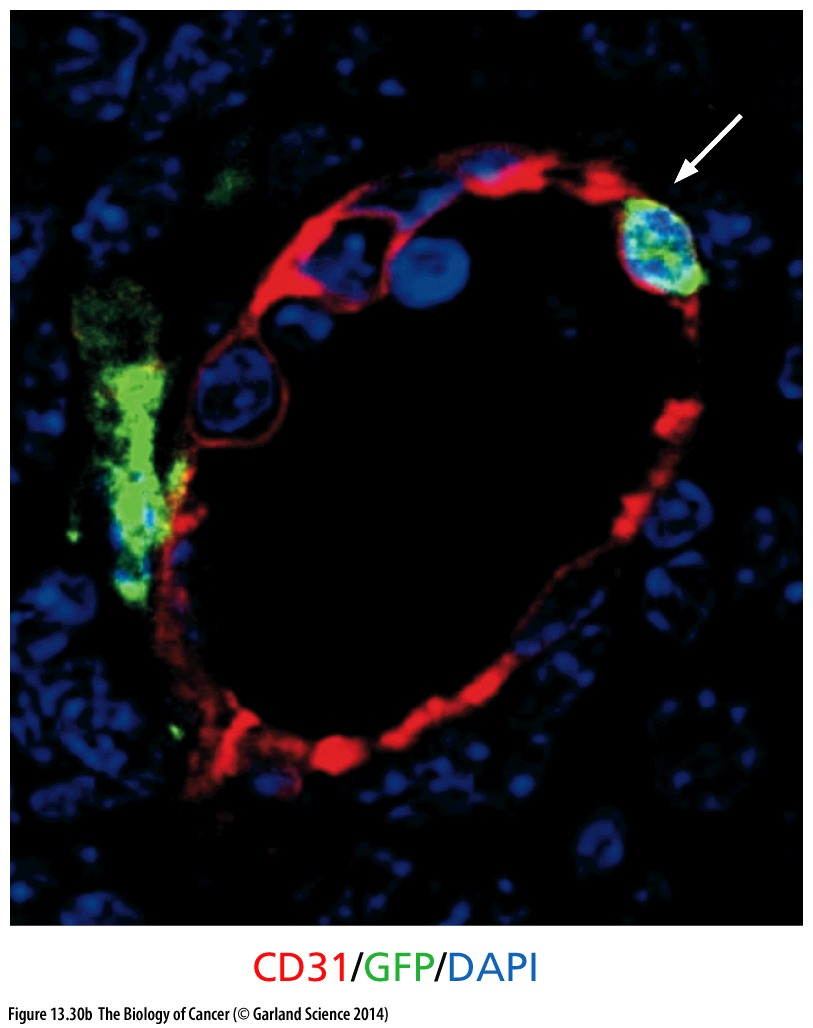 CD31/GFP/DAPI
Figure 13.30b The Biology of Cancer (© Garland Science 2014)